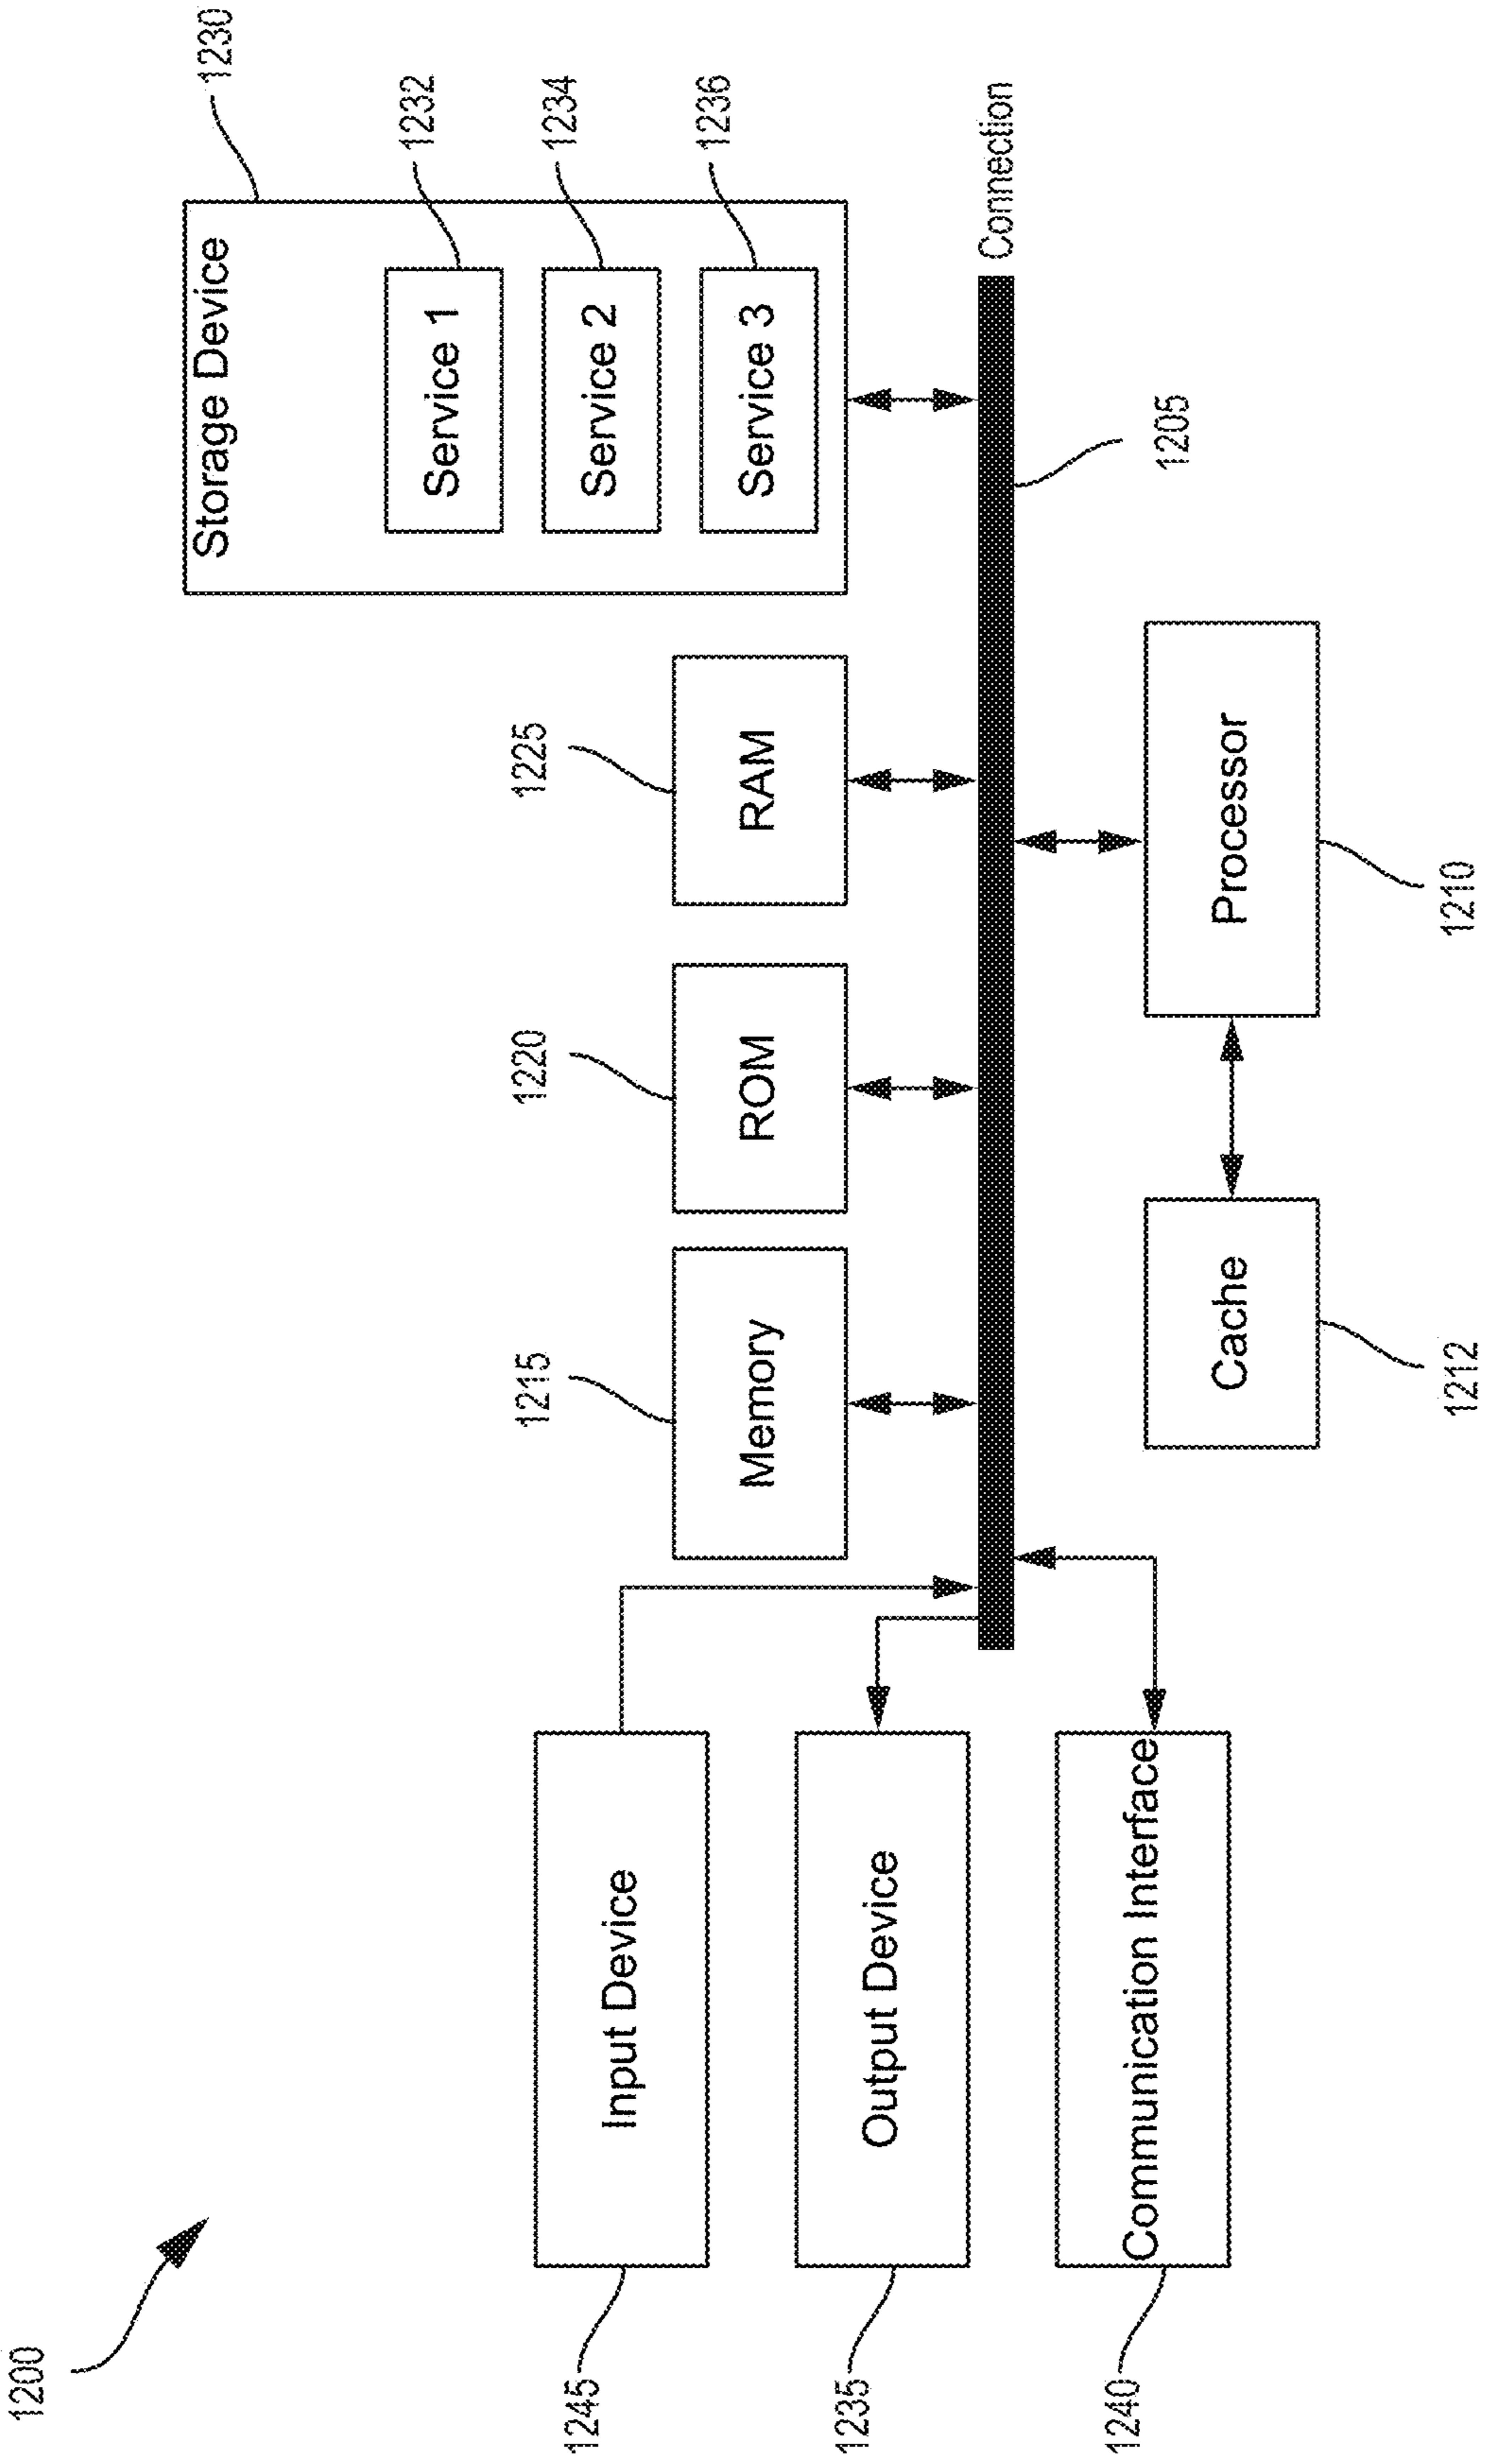 1200
1245
Input Device
1235
Output Device
1240
Communication Interface
1215
Memory
1220
ROM
1225
RAM
Storage Device
1230
Service 1
1232
Service 2
1234
Service 3
1236
Connection
1205
Cache
1212
Processor
1210